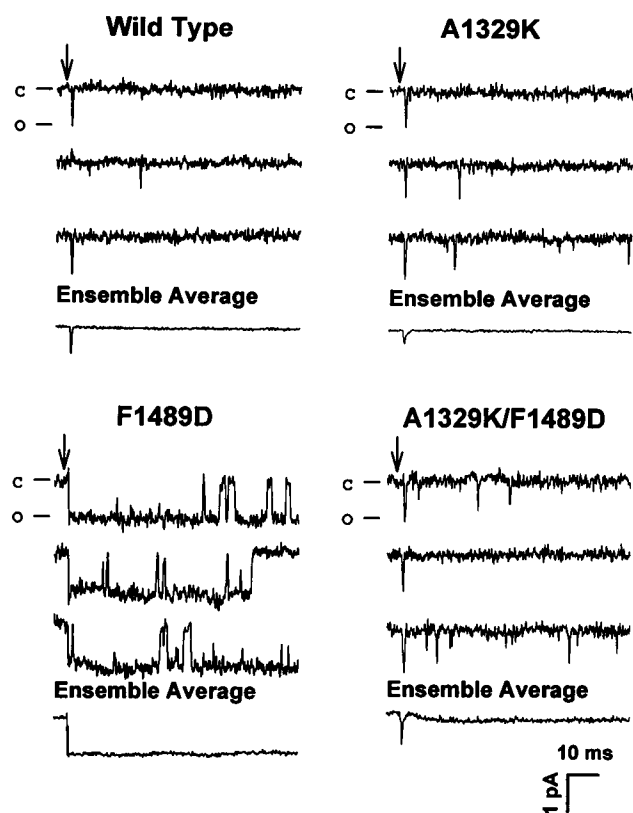 Wild Type
A1329K
c
o
c
o
Ensemble Average
Ensemble Average
F1489D
A1329K/F1489D
c
o
c
o
Ensemble Average
Ensemble Average
10 ms
1 pA